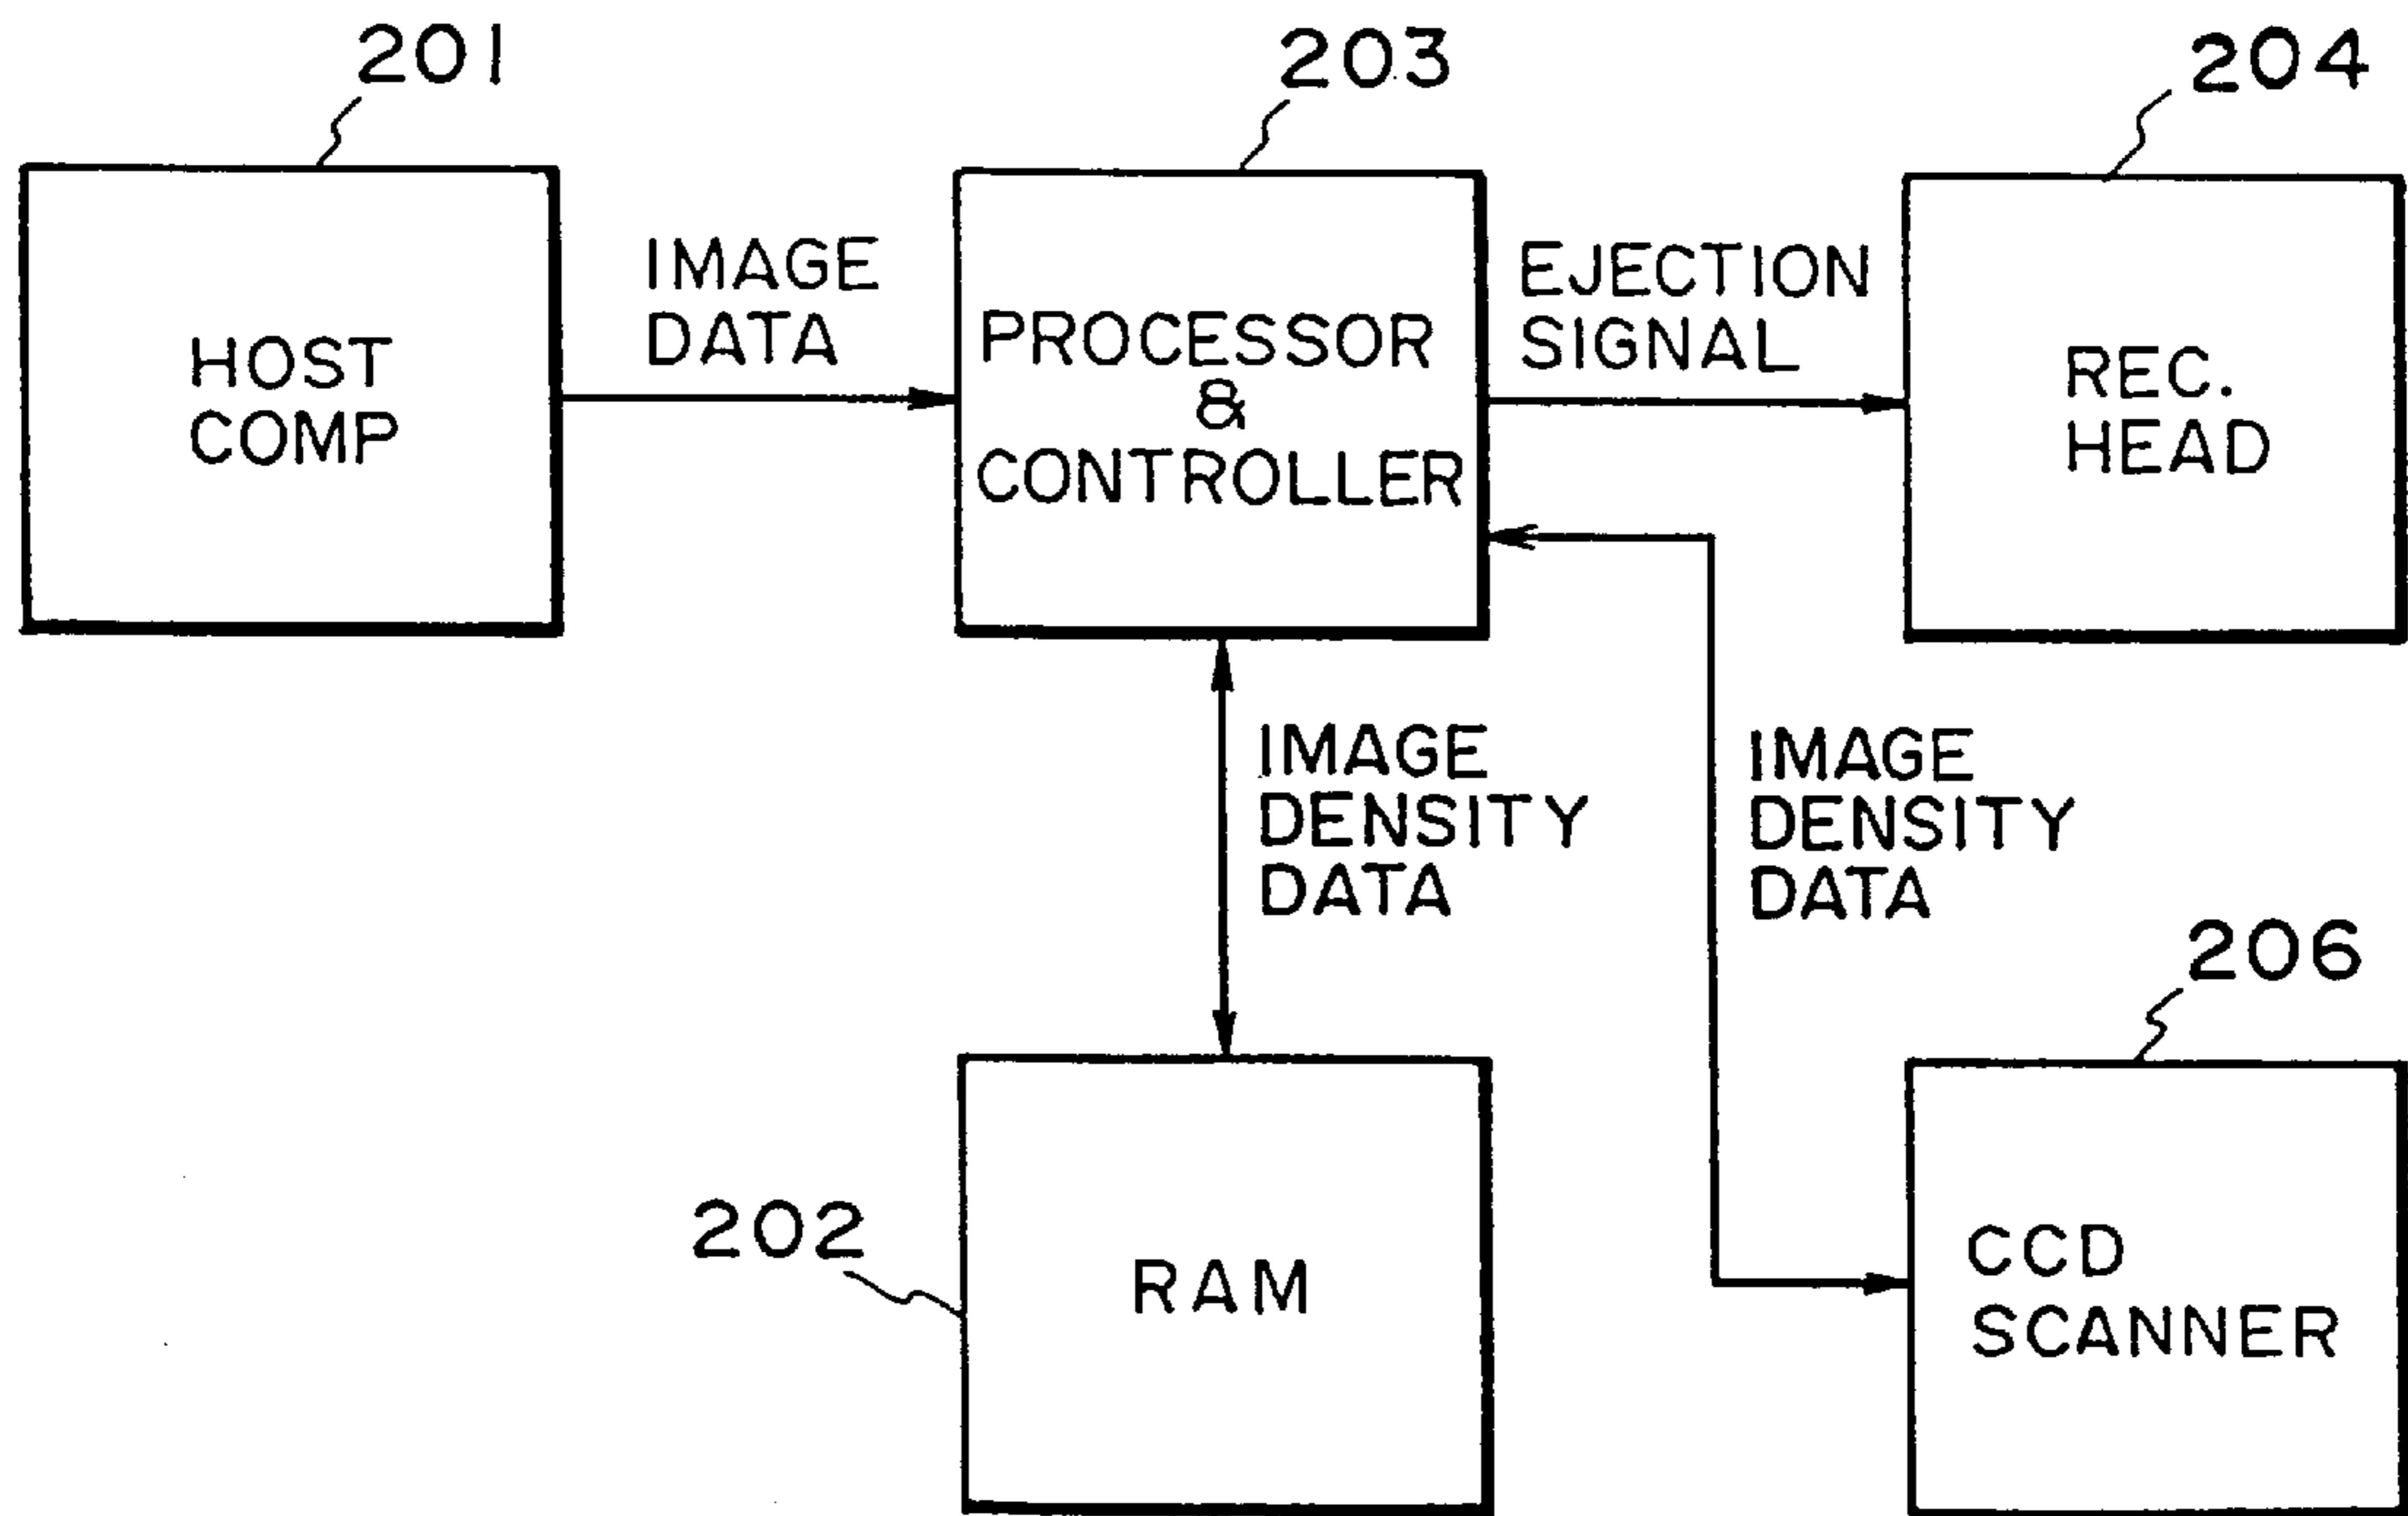 201
203
204
HOST
COMP
IMAGE
DATA
PROCESSOR
&
CONTROLLER
EJECTION
SIGNAL
REC.
HEAD
IMAGE
DENSITY
DATA
IMAGE
DENSITY
DATA
206
202
RAM
CCD
SCANNER